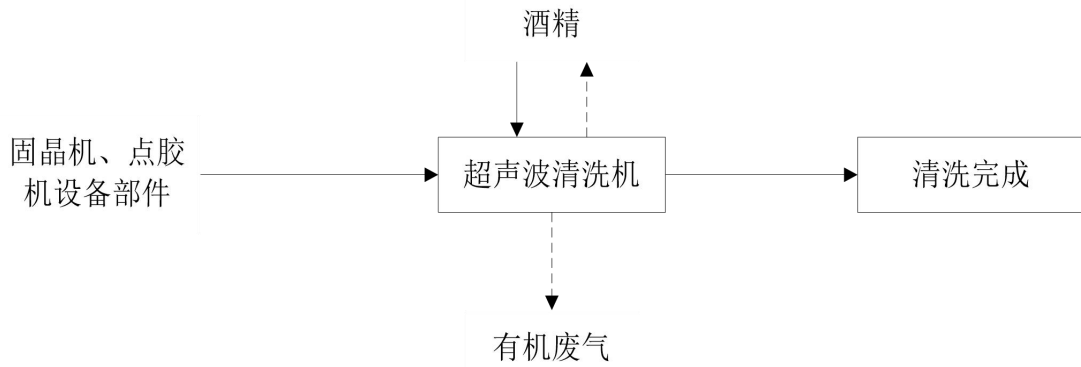 酒精
固晶机、点胶
机设备部件
超声波清洗机
清洗完成
有机废气